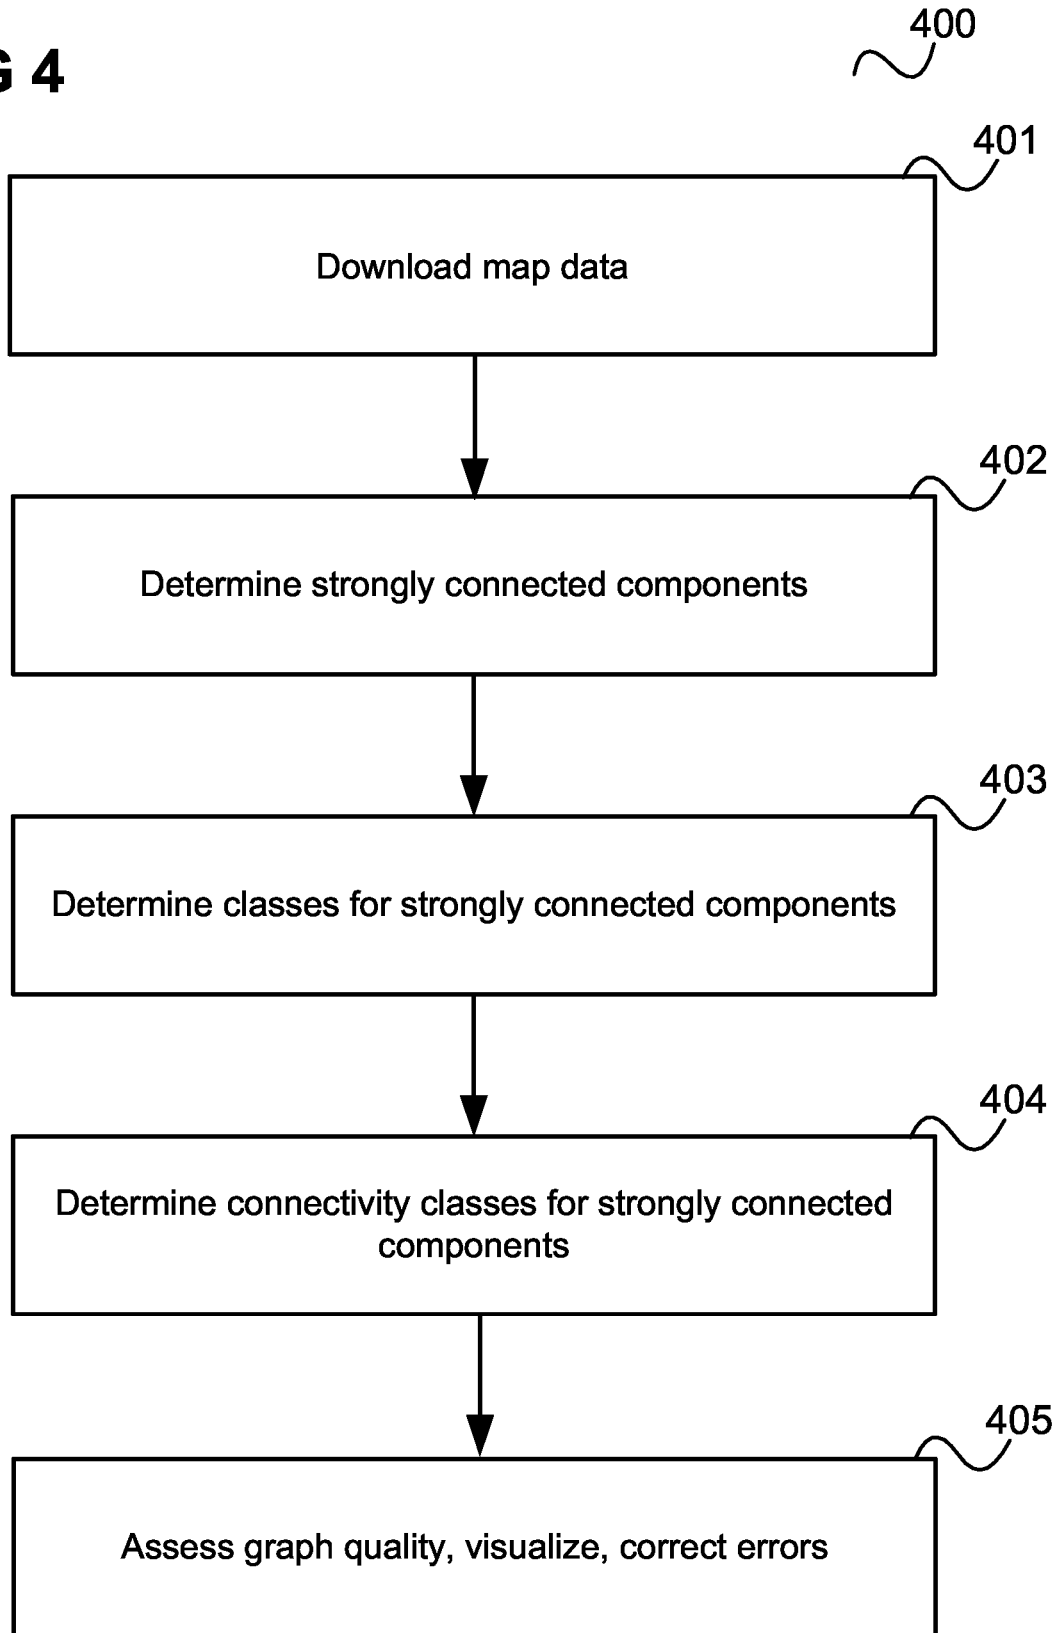 G 4
400
401
Download map data
402
Determine strongly connected components
403
Determine classes for strongly connected components
404
Determine connectivity classes for strongly connected
components
405
Assess graph quality, visualize, correct errors